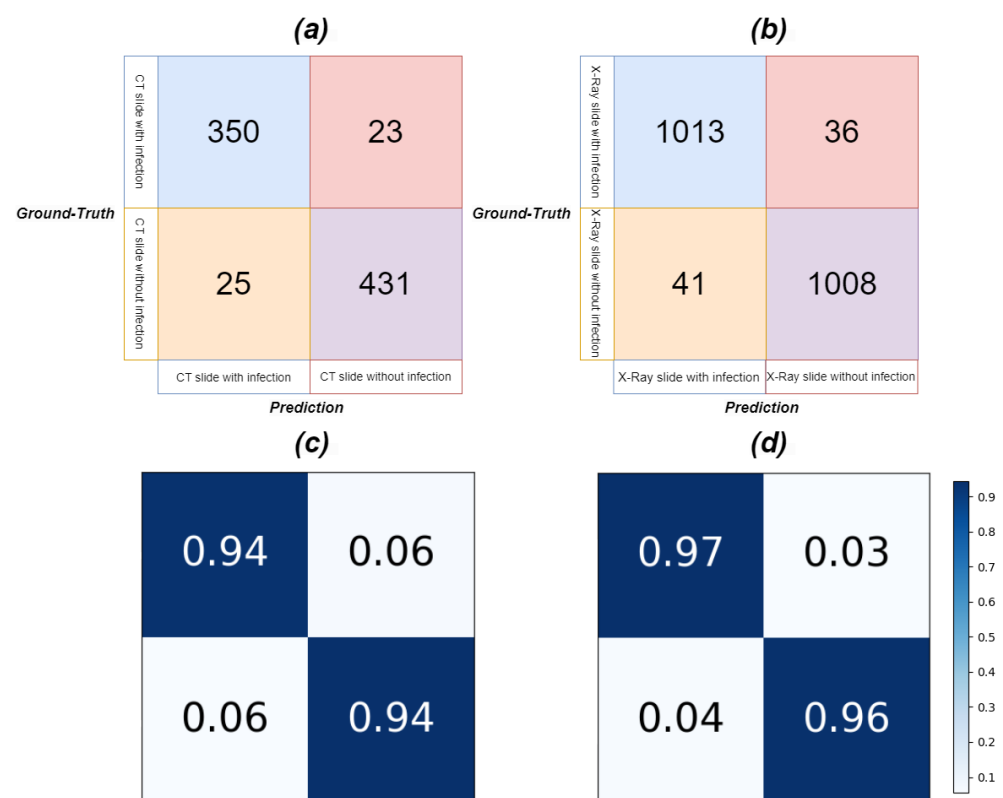 (a)
(b)
CT slide with infection
350
23
X-Ray slide with infection
1013
36
Ground-Truth
Ground-Truth
CT slide without infection
25
431
X-Ray slide without infection
41
1008
CT slide with infection
CT slide without infection
X-Ray slide with infection
X-Ray slide without infection
Prediction
Prediction
(c)
(d)
0.94
0.06
0.97
0.03
0.06
0.94
0.04
0.96
0.9
0.8
0.7
0.6
0.5
0.4
0.3
0.2
0.1